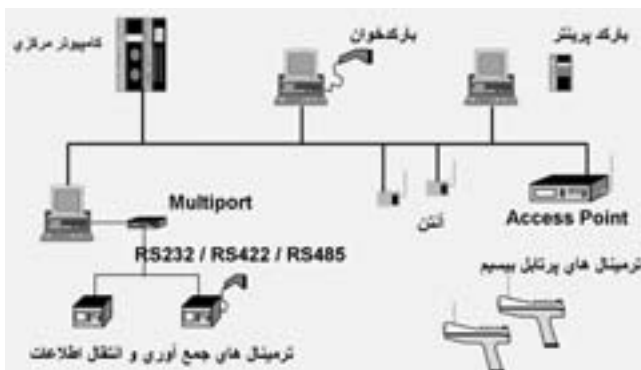 کامپیوتر مرکزی
بارکدخوان
بارکد پرینتر
Multiport
آنتن
Access Point
RS232 / RS422 / RS485
ترمینال های پرتابل بیسیم
ترمینال های جمع آوری و انتقال اطلاعات